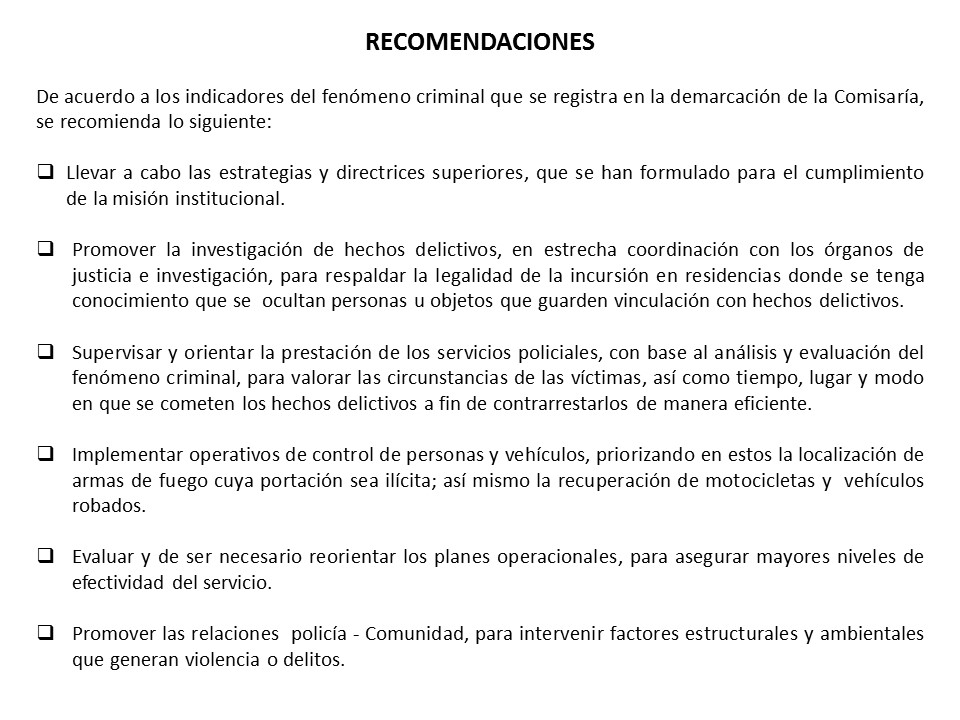 RECOMENDACIONES
De acuerdo a los indicadores del fenómeno criminal que se registra en la demarcación de la Comisaría,
se recomienda lo siguiente:
❑ Llevar a cabo las estrategias y directrices superiores, que se han formulado para el cumplimiento
de la misión institucional.
❑ Promover la investigación de hechos delictivos, en estrecha coordinación con los órganos de
justicia e investigación, para respaldar la legalidad de la incursión en residencias donde se tenga
conocimiento que se ocultan personas u objetos que guarden vinculación con hechos delictivos.
❑ Supervisar y orientar la prestación de los servicios policiales, con base al análisis y evaluación del
fenómeno criminal, para valorar las circunstancias de las víctimas, así como tiempo, lugar y modo
en que se cometen los hechos delictivos a fin de contrarrestarlos de manera eficiente.
❑ Implementar operativos de control de personas y vehículos, priorizando en estos la localización de
armas de fuego cuya portación sea ilícita; así mismo la recuperación de motocicletas y vehículos
robados.
❑ Evaluar y de ser necesario reorientar los planes operacionales, para asegurar mayores niveles de
efectividad del servicio.
❑ Promover las relaciones policía - Comunidad, para intervenir factores estructurales y ambientales
que generan violencia o delitos.